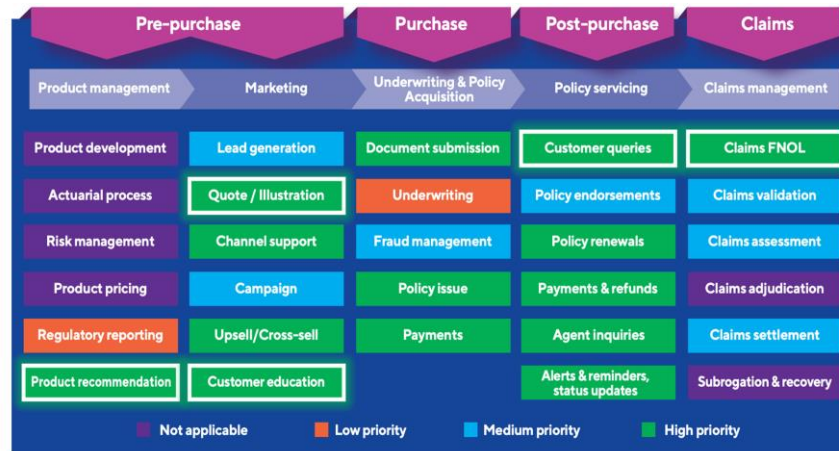 Pre-purchase
Purchase
Post-purchase
Claims
Product management
Marketing
Underwriting & Policy
Acquisition
Policy servicing
Claims management
Product development
Lead generation
Document submission
Customer queries
Claims FNOL
Actuarial process
Quote / Illustration
Underwriting
Policy endorsements
Claims validation
Risk management
Channel support
Fraud management
Policy renewals
Claims assessment
Product pricing
Campaign
Policy issue
Payments & refunds
Claims adjudication
Regulatory reporting
Upsell/Cross-sell
Payments
Agent inquiries
Claims settlement
Product recommendation
Customer education
Alerts & reminders,
status updates
Subrogation & recovery
Not applicable
Low priority
Medium priority
High priority